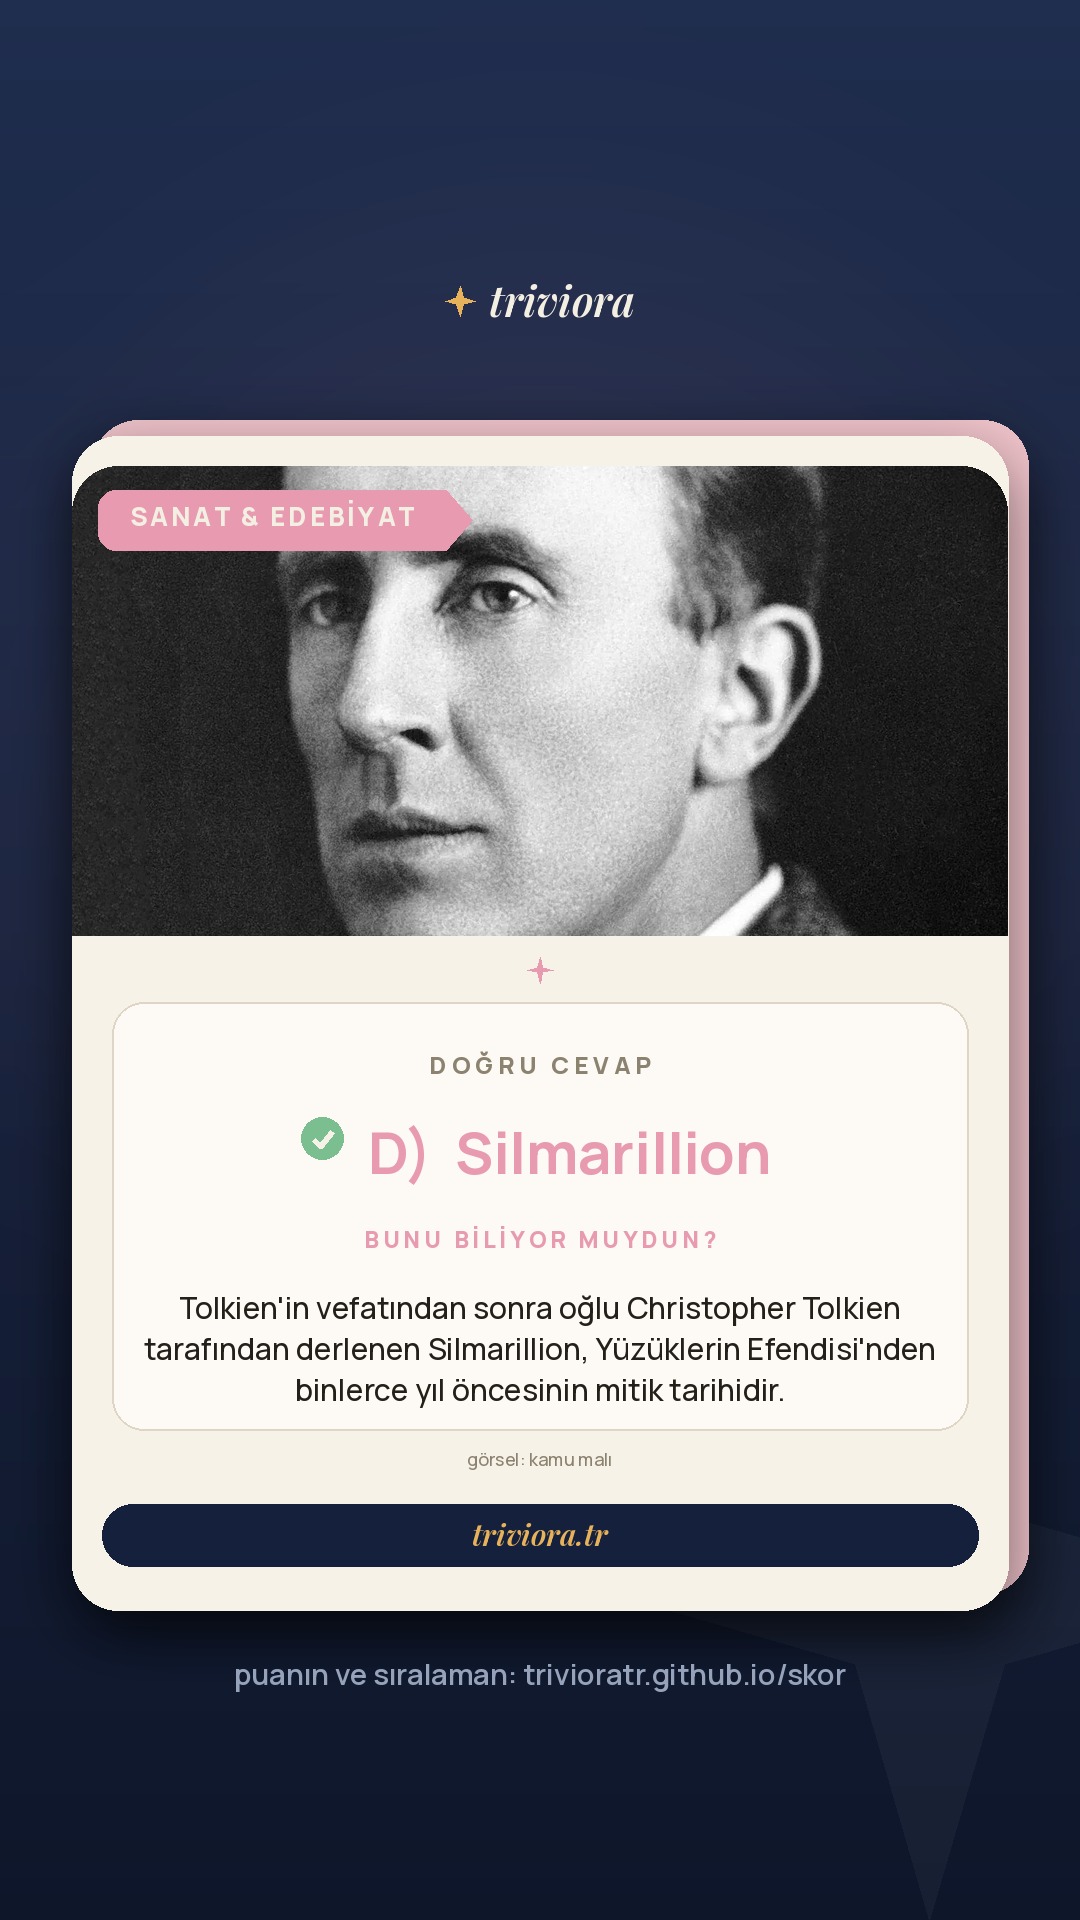 triviora
SANAT & EDEBİYAT
DOĞRU CEVAP
D) Silmarillion
BUNU BİLİYOR MUYDUN?
Tolkien'in vefatından sonra oğlu Christopher Tolkien
tarafından derlenen Silmarillion, Yüzüklerin Efendisi'nden
binlerce yıl öncesinin mitik tarihidir.
görsel: kamu malı
triviora.tr
puanın ve sıralaman: trivioratr.github.io/skor